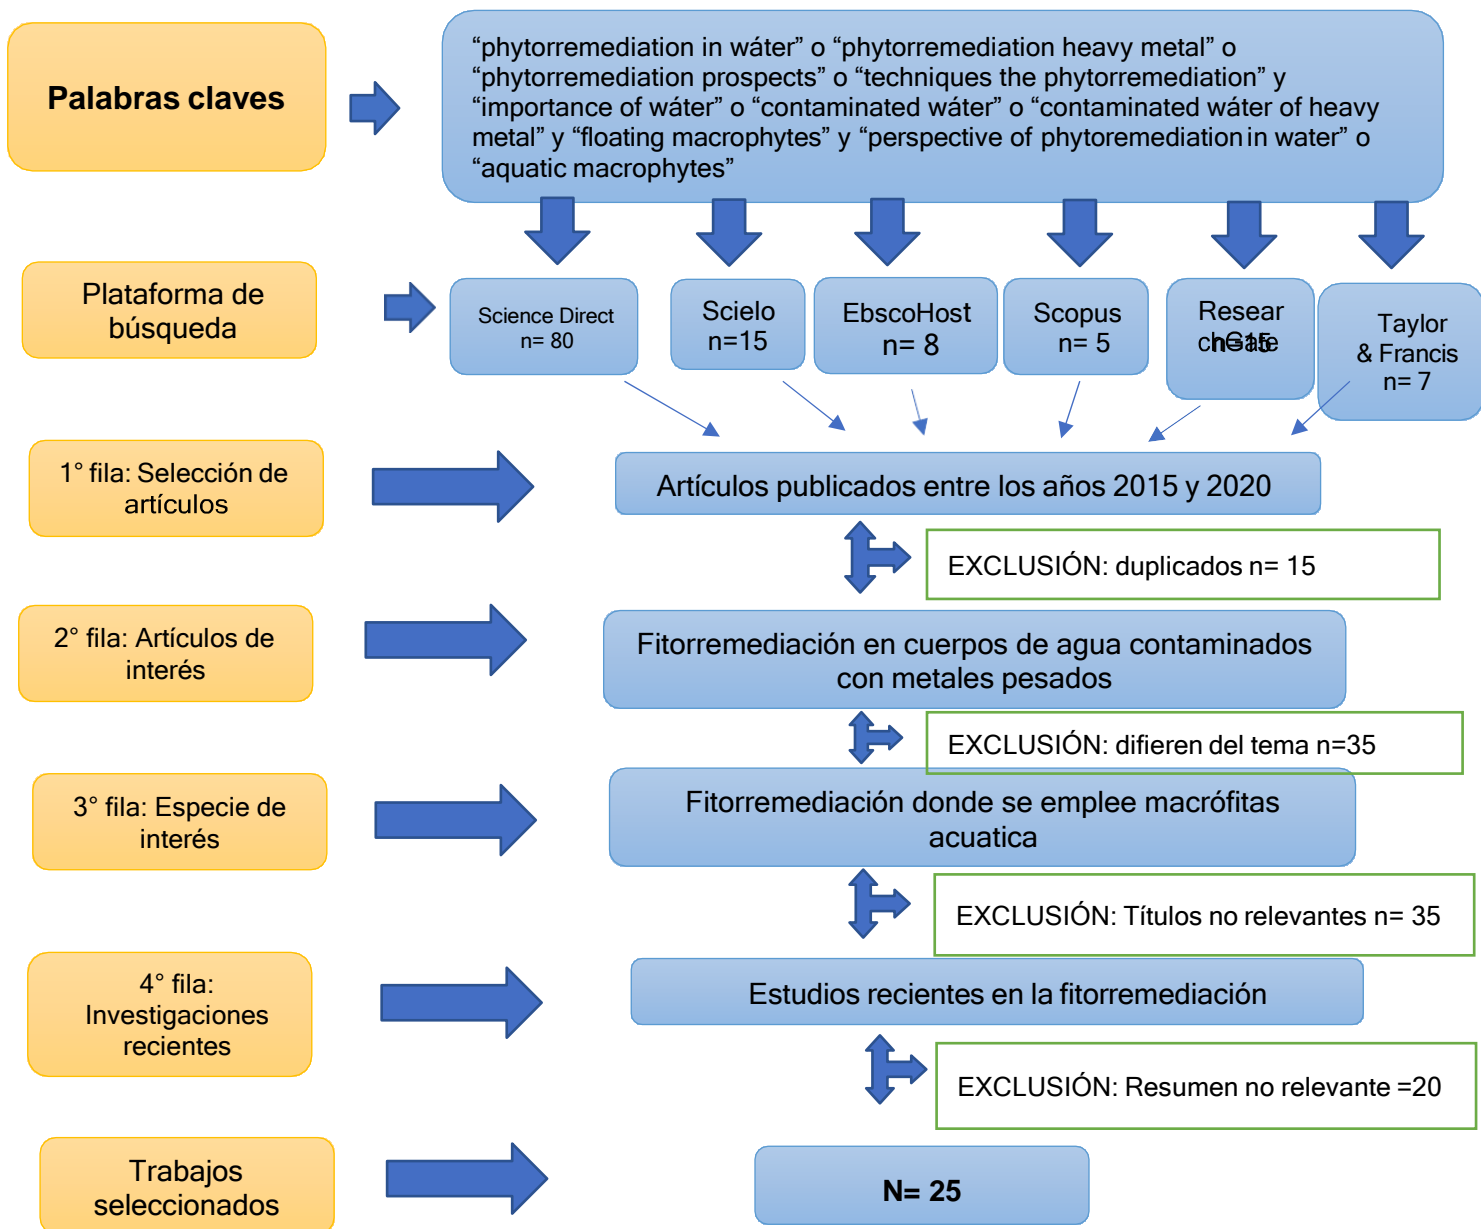 Palabras claves
“phytorremediation in wáter” o “phytorremediation heavy metal” o
“phytorremediation prospects” o “techniques the phytorremediation” y
“importance of wáter” o “contaminated wáter” o “contaminated wáter of heavy
metal” y “floating macrophytes” y “perspective of phytoremediation in water” o
“aquatic macrophytes”
Plataforma de
búsqueda
Science Direct
n= 80
Scielo
n=15
EbscoHost
n= 8
Scopus
n= 5
Resear
chGate
n=15
Taylor
& Francis
n= 7
1° fila: Selección de
artículos
Artículos publicados entre los años 2015 y 2020
EXCLUSIÓN: duplicados n= 15
2° fila: Artículos de
interés
Fitorremediación en cuerpos de agua contaminados
con metales pesados
EXCLUSIÓN: difieren del tema n=35
3° fila: Especie de
interés
Fitorremediación donde se emplee macrófitas
acuatica
EXCLUSIÓN: Títulos no relevantes n= 35
4° fila:
Investigaciones
recientes
Estudios recientes en la fitorremediación
EXCLUSIÓN: Resumen no relevante =20
Trabajos
seleccionados
N= 25